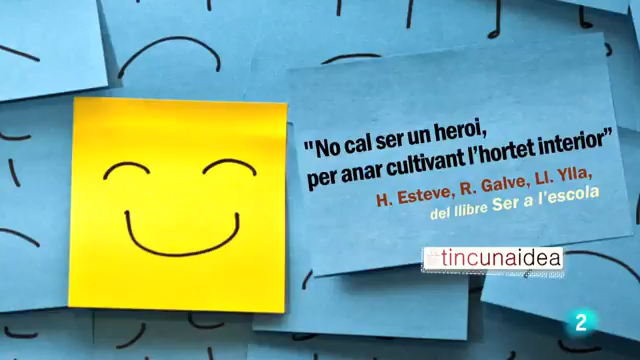 "No cal ser un heroi,
per anar cultivant l'hortet interior”
H. Esteve, R. Galve, Ll. Ylla,
del llibre Ser a l'escola
#tincunaidea
2